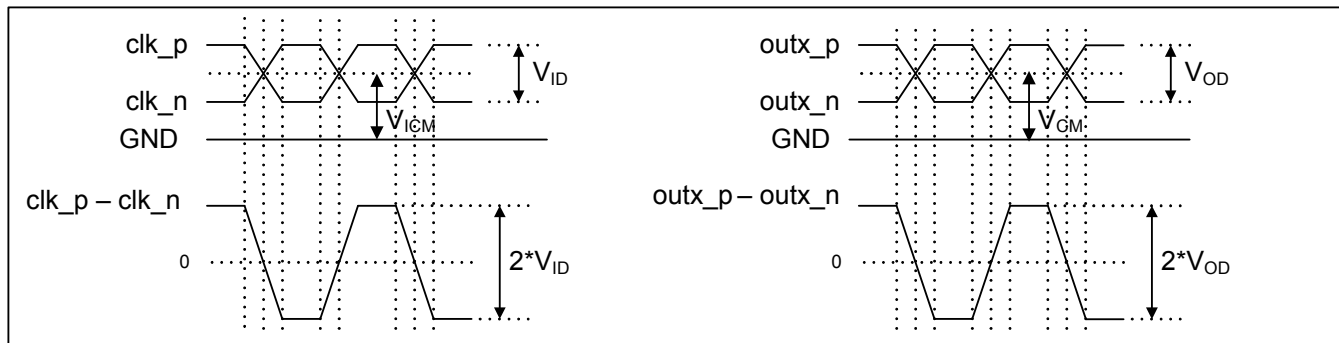 clk_p
clk_n
V_ID
V_ICM
GND
clk_p – clk_n
0
2*V_ID
outx_p
outx_n
V_OD
V_CM
GND
outx_p – outx_n
0
2*V_OD